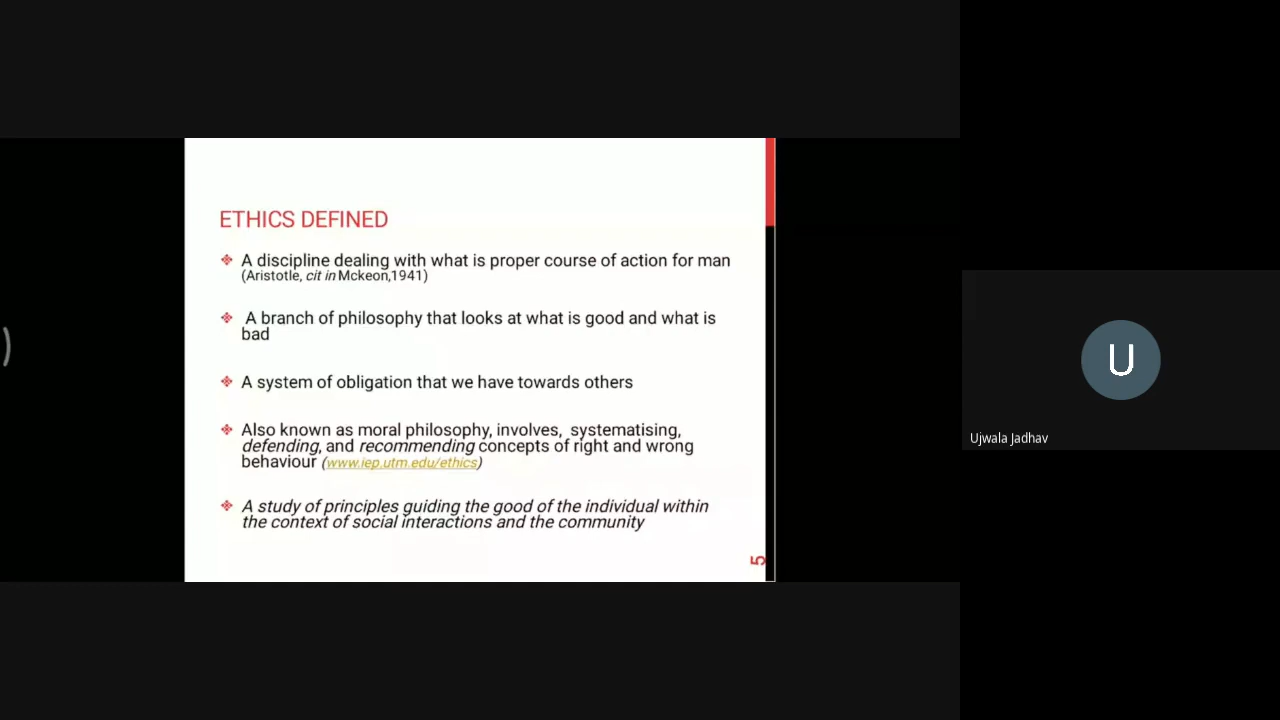 ETHICS DEFINED
A discipline dealing with what is proper course of action for man
(Aristotle, cit in Mckeon,1941)
A branch of philosophy that looks at what is good and what is
bad
A system of obligation that we have towards others
Also known as moral philosophy, involves, systematising,
defending, and recommending concepts of right and wrong
behaviour (www.iep.utm.edu/ethics)
A study of principles guiding the good of the individual within
the context of social interactions and the community
5
U
Ujwala Jadhav